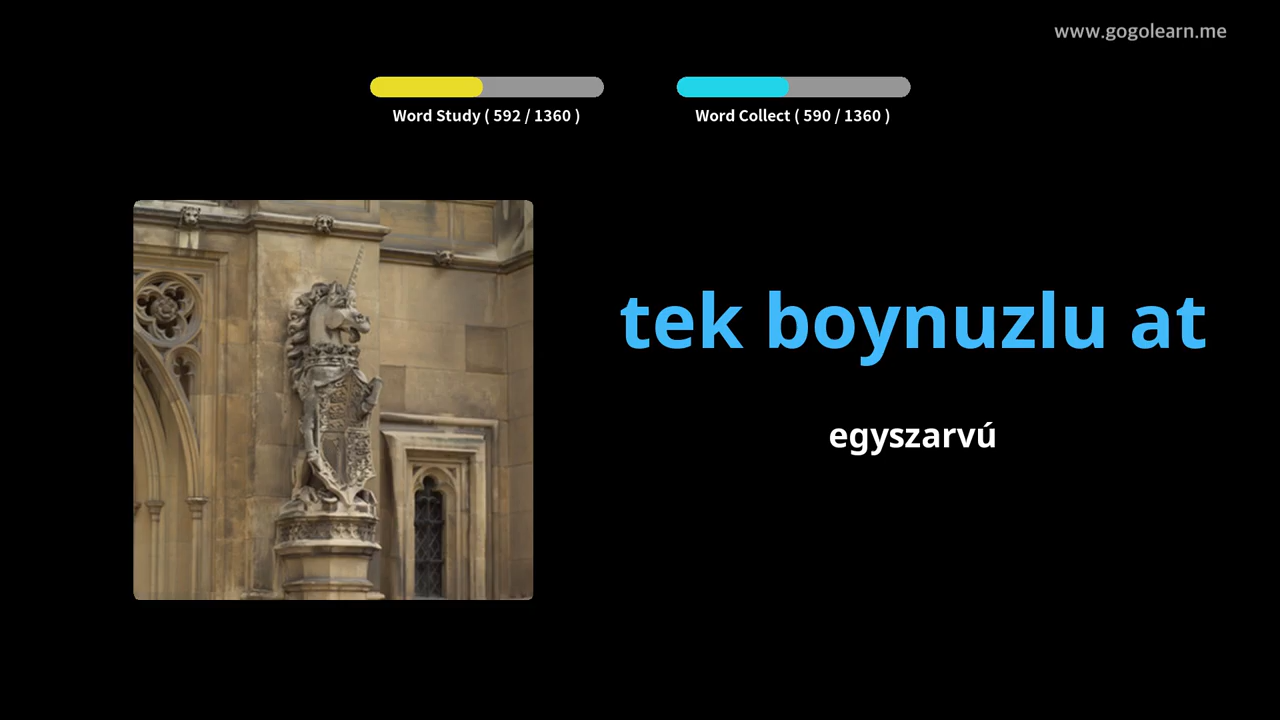 www.gogolearn.me
Word Study ( 592 / 1360 )
Word Collect ( 590 / 1360 )
tek boynuzlu at
egyszarvú